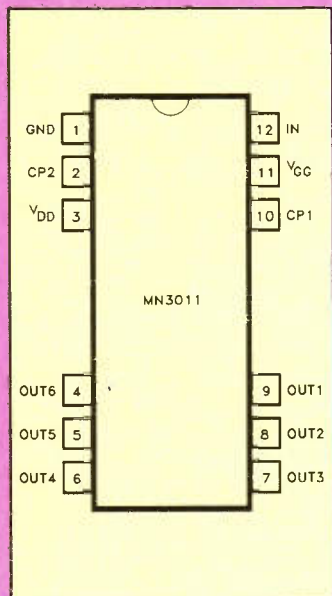 GND 1 12 IN
CP2 2 11 VGG
VDD 3 10 CP1
MN3011
OUT6 4 9 OUT1
OUT5 5 8 OUT2
OUT4 6 7 OUT3